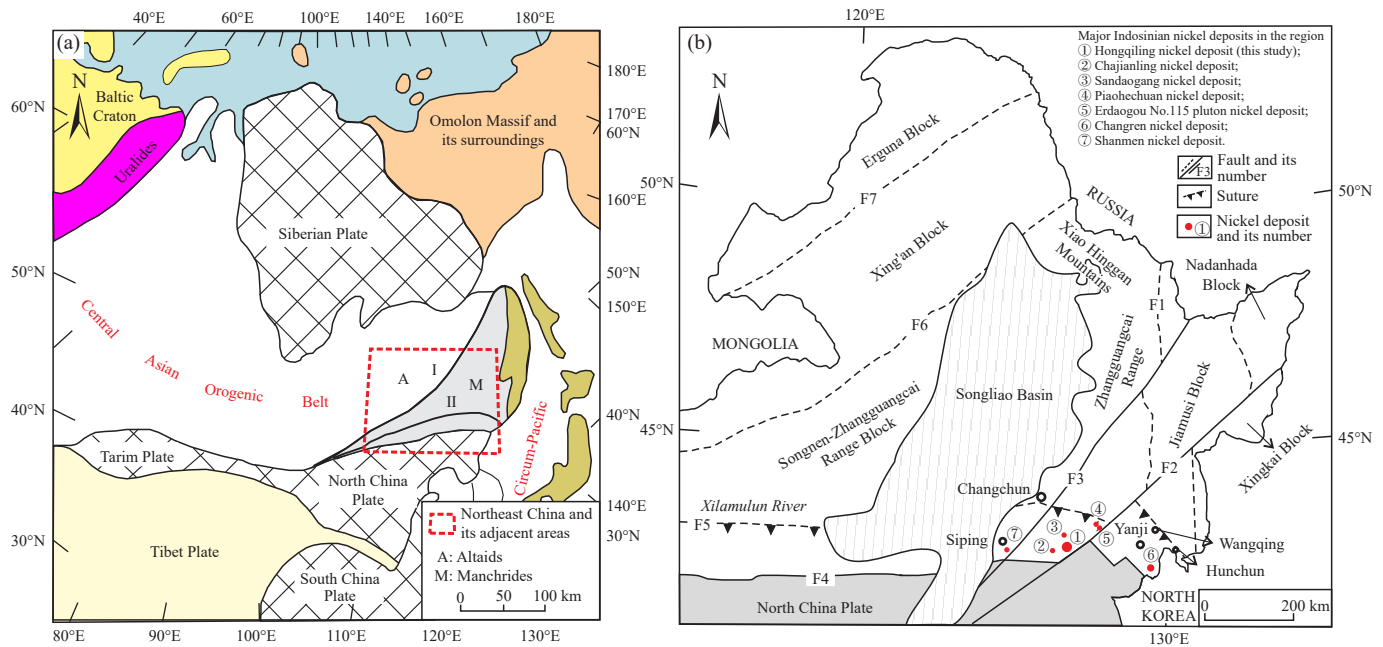 40°E
60°E
100°E
140°E
160°E
180°E
(a)
N
180°E
170°E
60°N
160°E
50°N
150°E
40°N
140°E
30°N
60°N
50°N
40°N
30°N
Baltic
Craton
Uralides
Omolon Massif and
its surroundings
Siberian Plate
Central
Asian
Orogenic
Belt
A
I
M
II
Circum-Pacific
Tarim Plate
North China
Plate
Tibet Plate
South China
Plate
Northeast China and
its adjacent areas
A: Altaids
M: Manchrides
0 50 100 km
80°E
90°E
100°E
110°E
120°E
130°E
120°E
(b)
N
Major Indosinian nickel deposits in the region
① Hongqiling nickel deposit (this study);
② Chajianling nickel deposit;
③ Sandaogang nickel deposit;
④ Piaohechuan nickel deposit;
⑤ Erdaogou No.115 pluton nickel deposit;
⑥ Changren nickel deposit;
⑦ Shanmen nickel deposit.
F3
Fault and its
number
Suture
①
Nickel deposit
and its number
50°N
50°N
45°N
45°N
Erguna Block
F7
Xing'an Block
RUSSIA
Xiao Hinggan
Mountains
Nadanhada
Block
F1
F6
MONGOLIA
Zhangguangcai
Range
Songliao Basin
Jiamusi Block
Songnen-Zhangguangcai
Range Block
Xingkai Block
F2
F3
Changchun
Xilamulun River
F5
④
Siping
⑦
③
①
②
⑤
Yanji
Wangqing
⑥
Hunchun
F4
North China Plate
NORTH
KOREA
0 200 km
130°E